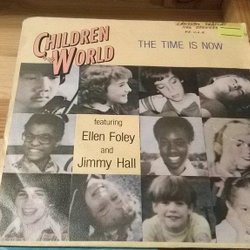 CHILDREN
OF THE
WORLD
THE TIME IS NOW
featuring
Ellen Foley
and
Jimmy Hall